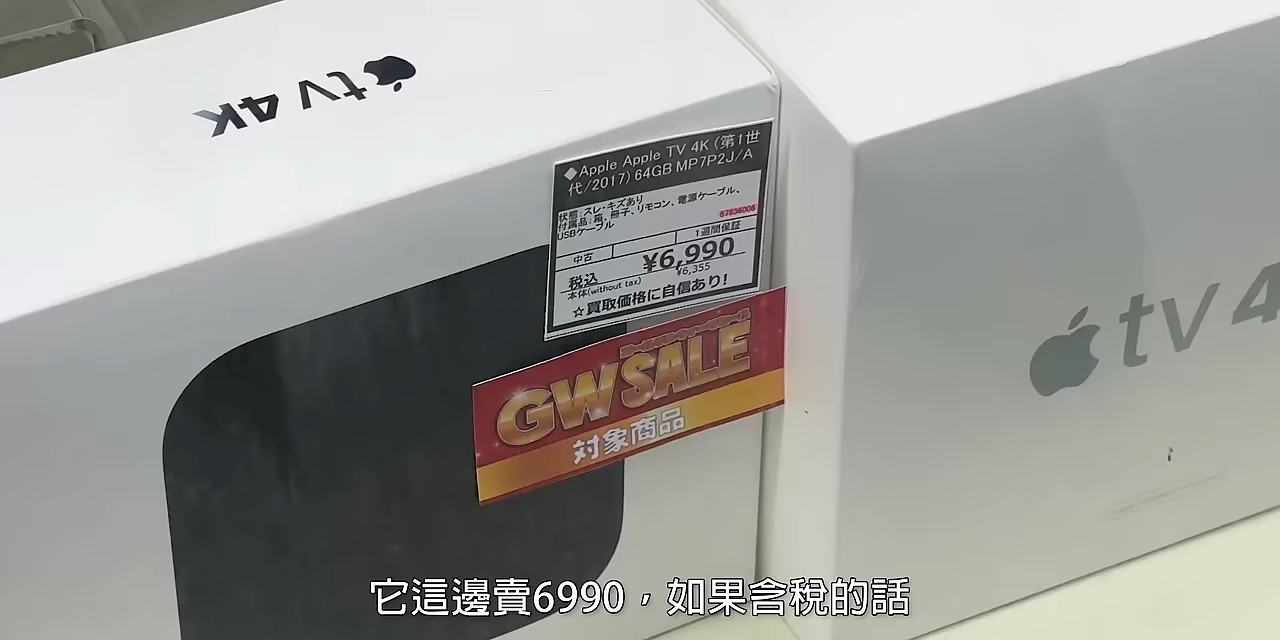 tv 4K
◆Apple Apple TV 4K (第1世
代/2017) 64GB MP7P2J/A
状態:スレ・キズあり
付属品:箱、冊子、リモコン、電源ケーブル、
USBケーブル
67836006
1週間保証
中古
¥6,990
税込
¥6,355
本体(without tax)
☆買取価格に自信あり!
GW SALE
対象商品
tv 4
它這邊賣6990，如果含稅的話